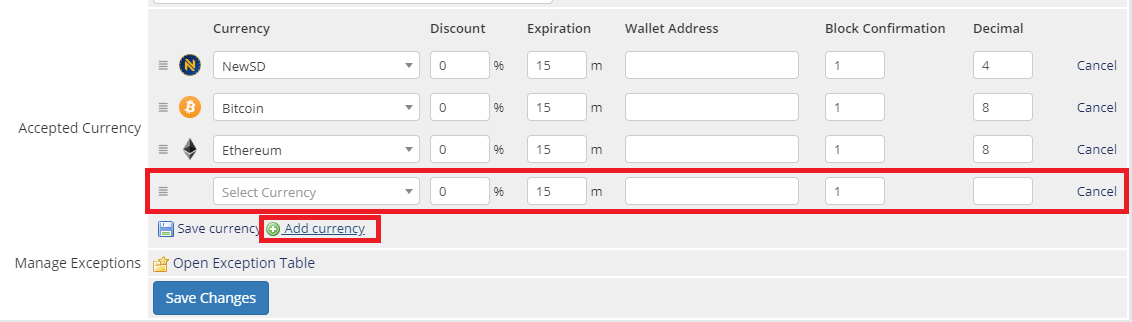 Currency Discount Expiration Wallet Address Block Confirmation Decimal
NewSD 0 % 15 m 1 4 Cancel
Bitcoin 0 % 15 m 1 8 Cancel
Accepted Currency
Ethereum 0 % 15 m 1 8 Cancel
Select Currency 0 % 15 m 1 Cancel
Save currency Add currency
Manage Exceptions Open Exception Table
Save Changes